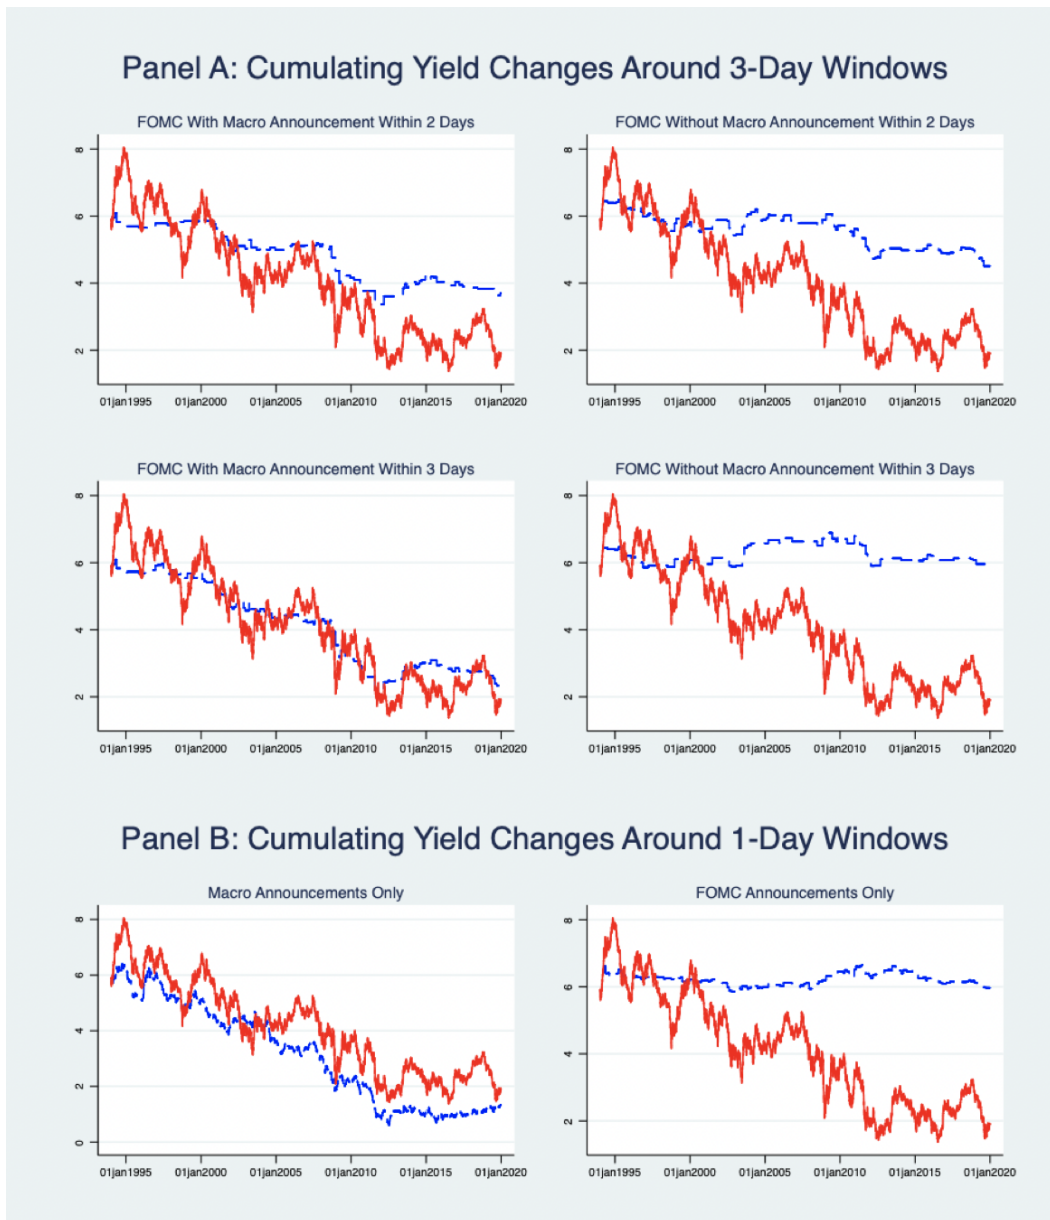 Panel A: Cumulating Yield Changes Around 3-Day Windows
FOMC With Macro Announcement Within 2 Days
8
6
4
2
01jan1995 01jan2000 01jan2005 01jan2010 01jan2015 01jan2020
FOMC Without Macro Announcement Within 2 Days
8
6
4
2
01jan1995 01jan2000 01jan2005 01jan2010 01jan2015 01jan2020
FOMC With Macro Announcement Within 3 Days
8
6
4
2
01jan1995 01jan2000 01jan2005 01jan2010 01jan2015 01jan2020
FOMC Without Macro Announcement Within 3 Days
8
6
4
2
01jan1995 01jan2000 01jan2005 01jan2010 01jan2015 01jan2020
Panel B: Cumulating Yield Changes Around 1-Day Windows
Macro Announcements Only
8
6
4
2
0
01jan1995 01jan2000 01jan2005 01jan2010 01jan2015 01jan2020
FOMC Announcements Only
8
6
4
2
01jan1995 01jan2000 01jan2005 01jan2010 01jan2015 01jan2020